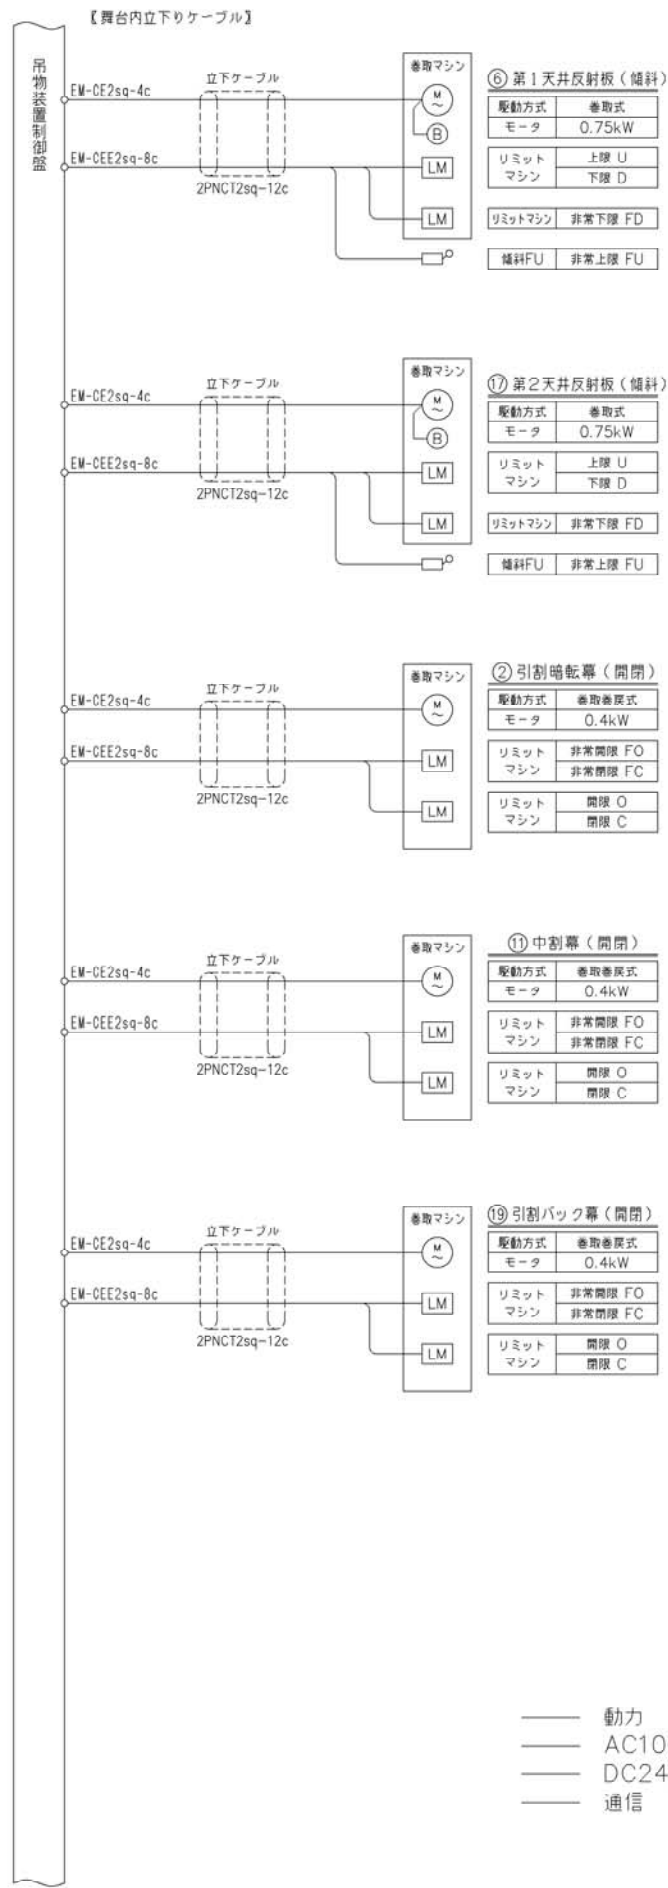 【舞台内立下りケーブル】
吊物装置制御盤
EM-CE2sq-4c
立下ケーブル
EM-CEE2sq-8c
2PNCT2sq-12c
巻取マシン
M
～
B
LM
LM
⑥ 第1天井反射板（傾斜）
駆動方式 巻取式
モータ 0.75kW
リミットマシン 上限 U
下限 D
リミットマシン 非常下限 FD
傾斜FU 非常上限 FU
EM-CE2sq-4c
立下ケーブル
EM-CEE2sq-8c
2PNCT2sq-12c
巻取マシン
M
～
B
LM
LM
⑰ 第2天井反射板（傾斜）
駆動方式 巻取式
モータ 0.75kW
リミットマシン 上限 U
下限 D
リミットマシン 非常下限 FD
傾斜FU 非常上限 FU
EM-CE2sq-4c
立下ケーブル
EM-CEE2sq-8c
2PNCT2sq-12c
巻取マシン
M
～
LM
LM
② 引割暗転幕（開閉）
駆動方式 巻取巻戻式
モータ 0.4kW
リミットマシン 非常開限 FO
非常閉限 FC
リミットマシン 開限 O
閉限 C
EM-CE2sq-4c
立下ケーブル
EM-CEE2sq-8c
2PNCT2sq-12c
巻取マシン
M
～
LM
LM
⑪ 中割幕（開閉）
駆動方式 巻取巻戻式
モータ 0.4kW
リミットマシン 非常開限 FO
非常閉限 FC
リミットマシン 開限 O
閉限 C
EM-CE2sq-4c
立下ケーブル
EM-CEE2sq-8c
2PNCT2sq-12c
巻取マシン
M
～
LM
LM
⑲ 引割バック幕（開閉）
駆動方式 巻取巻戻式
モータ 0.4kW
リミットマシン 非常開限 FO
非常閉限 FC
リミットマシン 開限 O
閉限 C
動力
AC10
DC24
通信